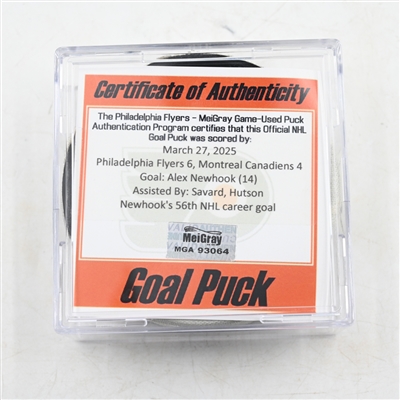 Certificate of Authenticity
The Philadelphia Flyers - MeiGray Game-Used Puck
Authentication Program certifies that this Official NHL
Goal Puck was scored by:
March 27, 2025
Philadelphia Flyers 6, Montreal Canadiens 4
Goal: Alex Newhook (14)
Assisted By: Savard, Hutson
Newhook's 56th NHL career goal
MeiGray
MGA 93064
Goal Puck